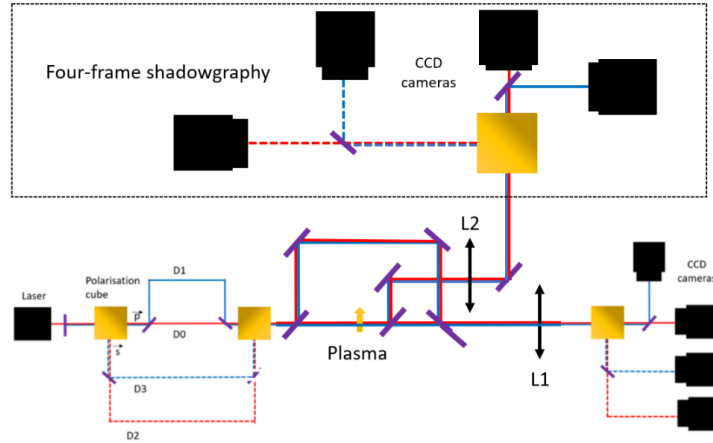 Four-frame shadowgraphy
CCD
cameras
L2
D1
Polarisation
cube
Laser
p
D0
s
D3
D2
Plasma
L1
CCD
cameras